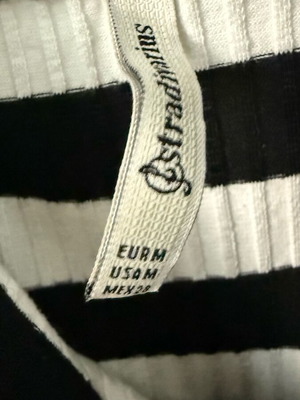 stradivarius
EUR M
USA M
MEX 28